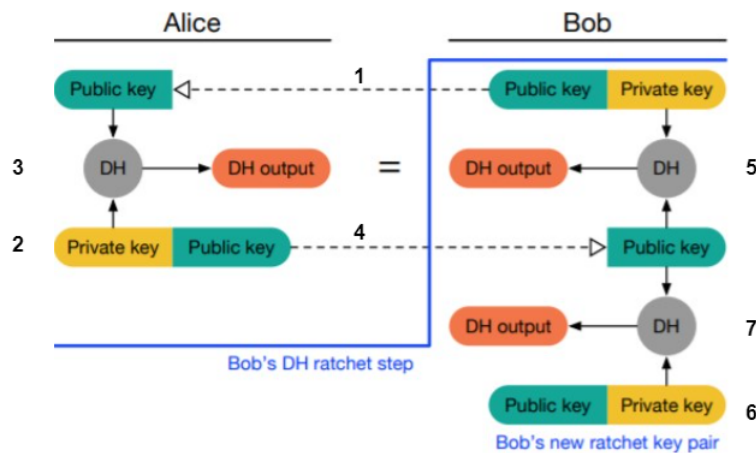 Alice
Bob
1
Public key
Public key
Private key
3
DH
DH output
=
DH output
DH
5
2
Private key
Public key
4
Public key
DH output
DH
7
Bob's DH ratchet step
Public key
Private key
6
Bob's new ratchet key pair